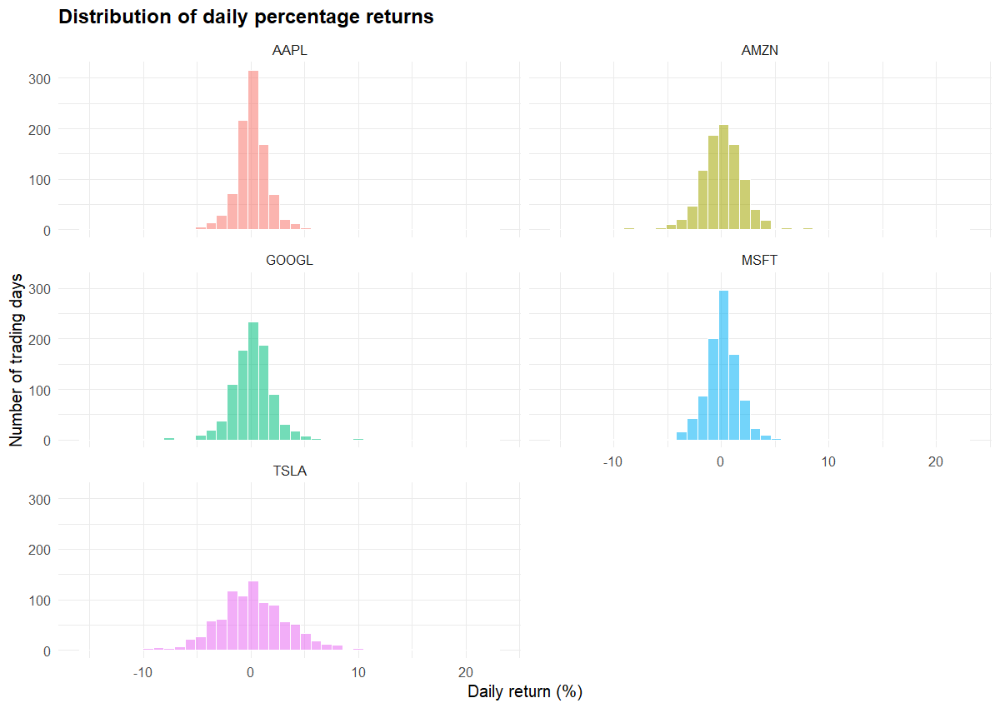 Distribution of daily percentage returns
AAPL
AMZN
300
200
100
0
GOOGL
MSFT
300
200
100
0
-10 0 10 20
TSLA
300
200
100
0
-10 0 10 20
Number of trading days
Daily return (%)